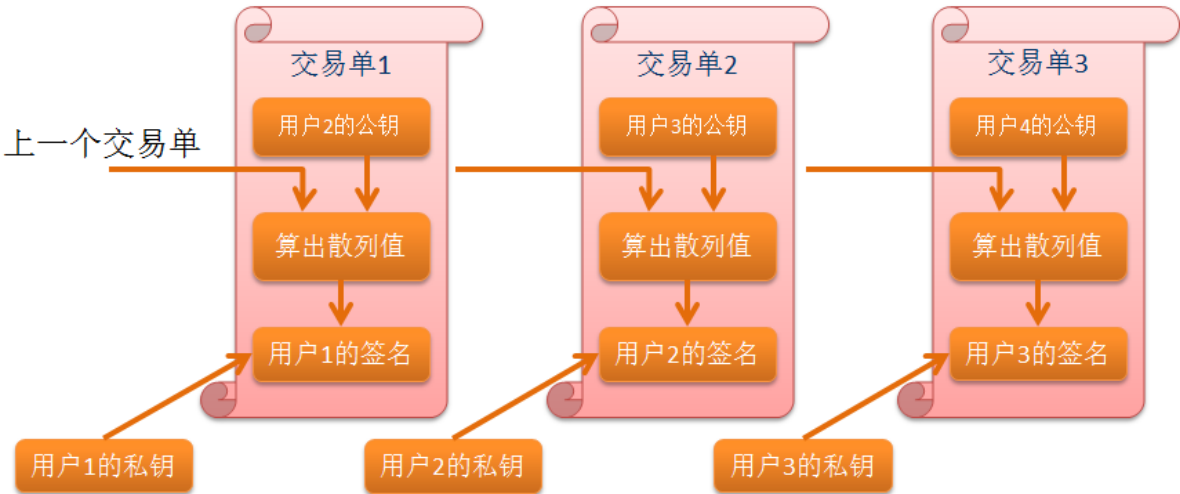 交易单1
交易单2
交易单3
用户2的公钥
用户3的公钥
用户4的公钥
上一个交易单
算出散列值
算出散列值
算出散列值
用户1的签名
用户2的签名
用户3的签名
用户1的私钥
用户2的私钥
用户3的私钥